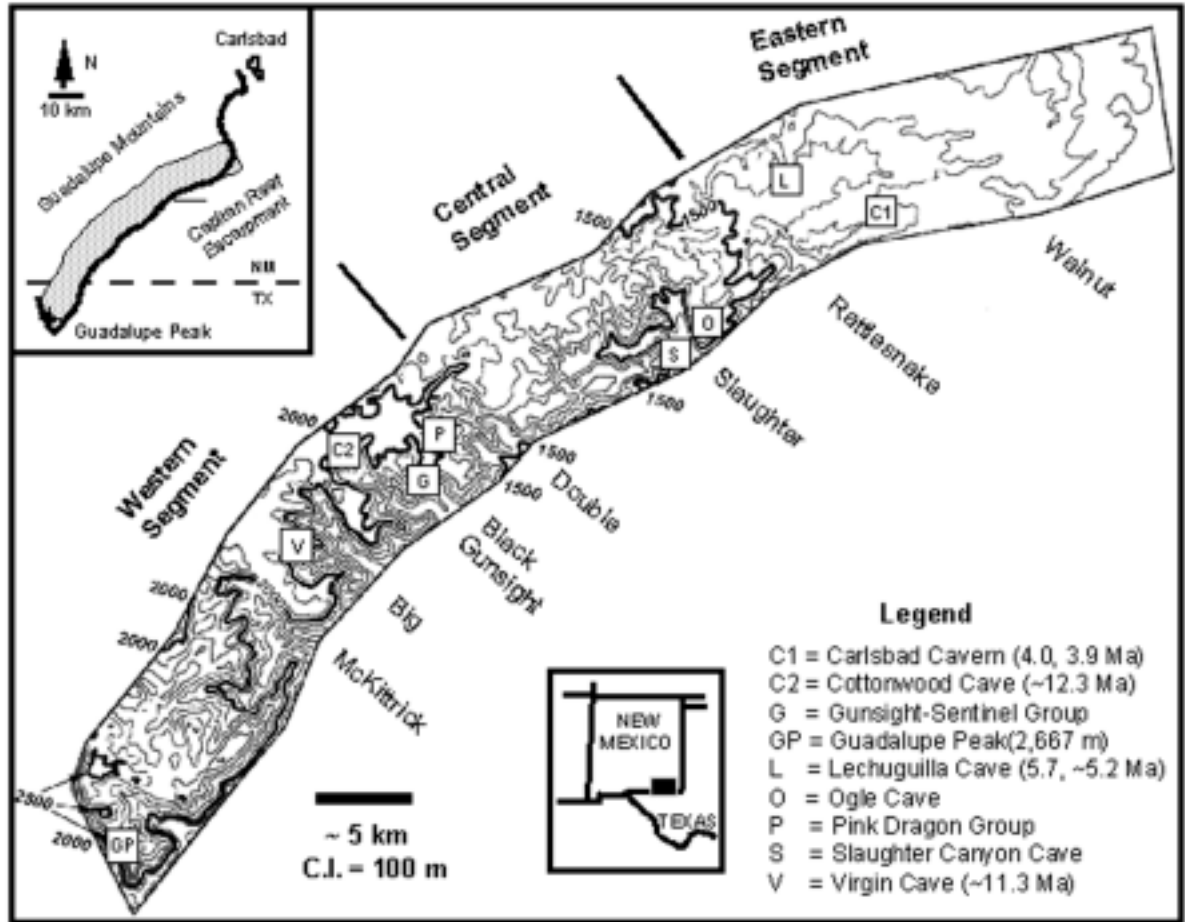 Carlsbad
N
10 km
Guadalupe Mountains
Capitan Reef
Escarpment
NM
TX
Guadalupe Peak
Eastern
Segment
Central
Segment
Western
Segment
1500
1500
L
C1
O
S
1500
2000
C2
P
G
1500
1500
V
2000
2000
2500
2000
GP
Walnut
Rattlesnake
Slaughter
Double
Black
Gunsight
Big
McKittrick
~ 5 km
C.I. = 100 m
NEW
MEXICO
TEXAS
Legend
C1 = Carlsbad Cavern (4.0, 3.9 Ma)
C2 = Cottonwood Cave (~12.3 Ma)
G = Gunsight-Sentinel Group
GP = Guadalupe Peak(2,667 m)
L = Lechuguilla Cave (5.7, ~5.2 Ma)
O = Ogle Cave
P = Pink Dragon Group
S = Slaughter Canyon Cave
V = Virgin Cave (~11.3 Ma)